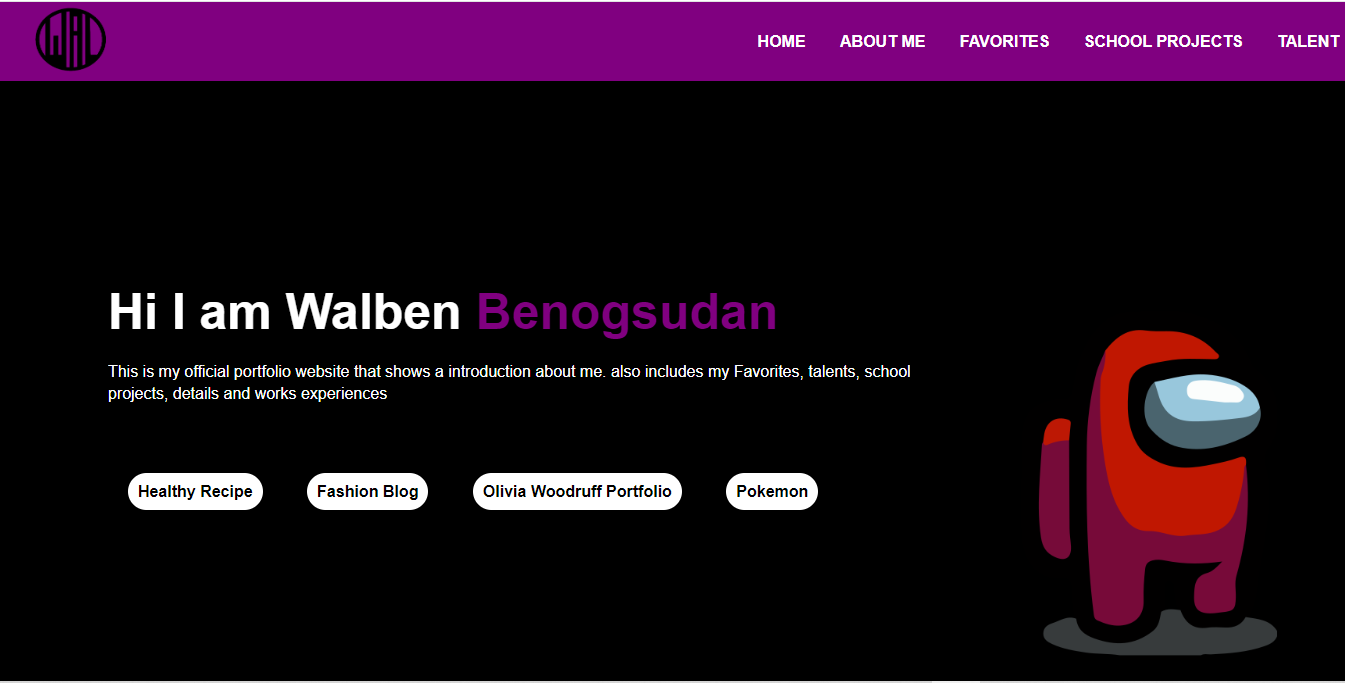 WAL
HOME ABOUT ME FAVORITES SCHOOL PROJECTS TALENT
Hi I am Walben Benogsudan
This is my official portfolio website that shows a introduction about me. also includes my Favorites, talents, school
projects, details and works experiences
Healthy Recipe Fashion Blog Olivia Woodruff Portfolio Pokemon